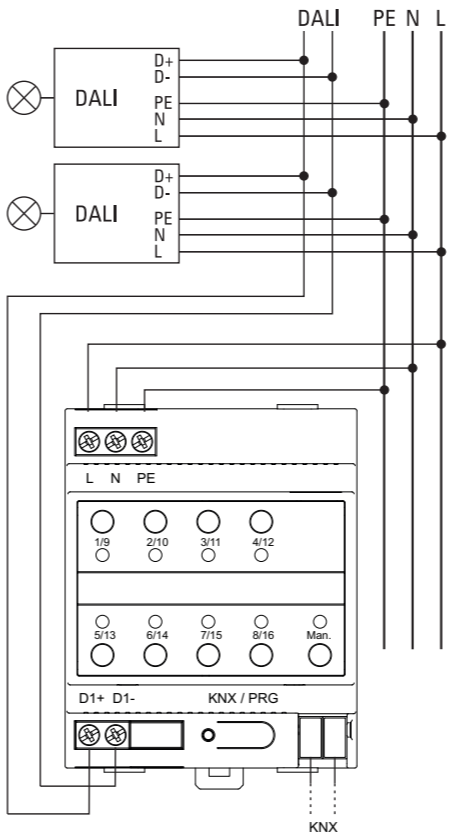 DALI PE N L
D+
D-
DALI
PE
N
L
D+
D-
DALI
PE
N
L
L N PE
1/9 2/10 3/11 4/12
5/13 6/14 7/15 8/16 Man.
D1+ D1- KNX / PRG
KNX